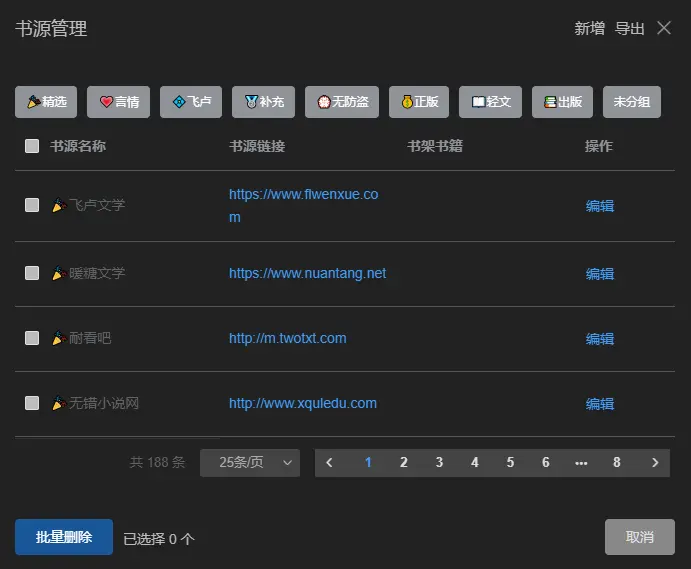 书源管理
新增 导出
精选 言情 飞卢 补充 无防盗 正版 轻文 出版 未分组
书源名称 书源链接 书架书籍 操作
飞卢文学 https://www.flwenxue.co 编辑
m
暖糖文学 https://www.nuantang.net 编辑
耐看吧 http://m.twotxt.com 编辑
无错小说网 http://www.xquledu.com 编辑
共 188 条 25条/页 1 2 3 4 5 6 ••• 8
批量删除 已选择 0 个 取消